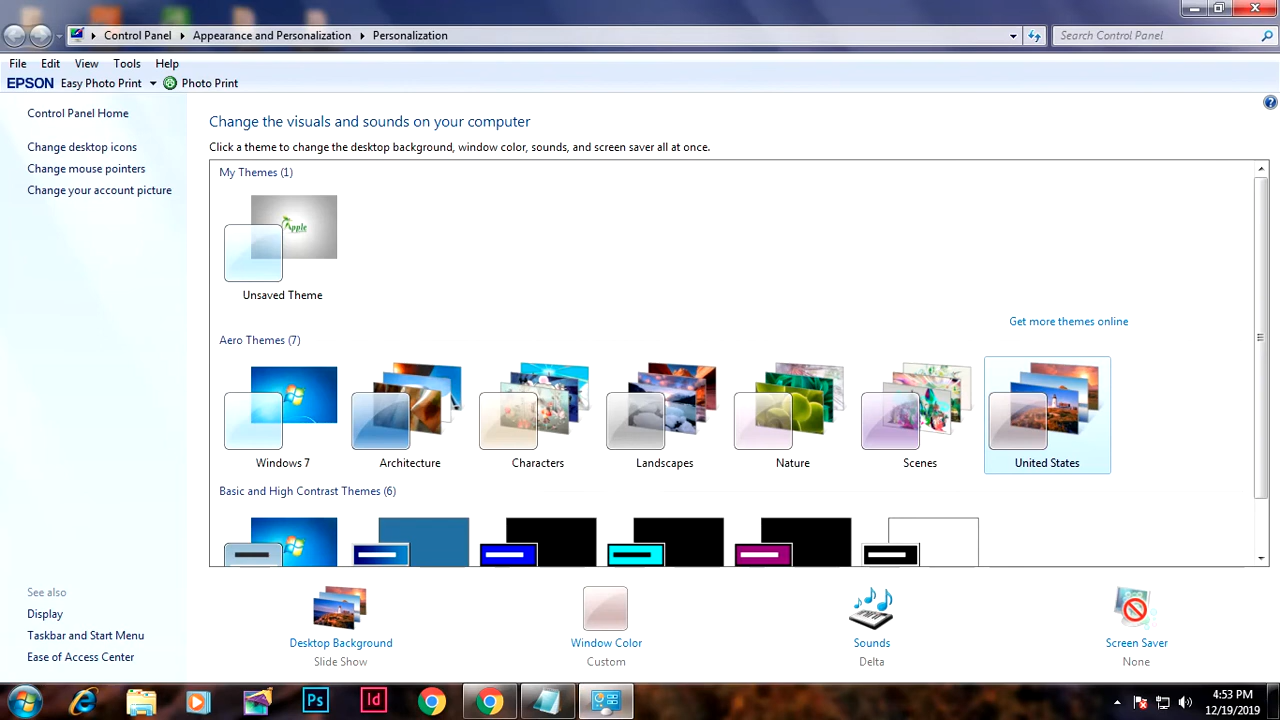 Control Panel Appearance and Personalization Personalization
Search Control Panel
File Edit View Tools Help
EPSON Easy Photo Print Photo Print
Control Panel Home
Change desktop icons
Change mouse pointers
Change your account picture
Change the visuals and sounds on your computer
Click a theme to change the desktop background, window color, sounds, and screen saver all at once.
My Themes (1)
Apple
Unsaved Theme
Get more themes online
Aero Themes (7)
Windows 7 Architecture Characters Landscapes Nature Scenes United States
Basic and High Contrast Themes (6)
See also
Display
Taskbar and Start Menu
Ease of Access Center
Desktop Background Window Color Sounds Screen Saver
Slide Show Custom Delta None
Ps Id
4:53 PM
12/19/2019